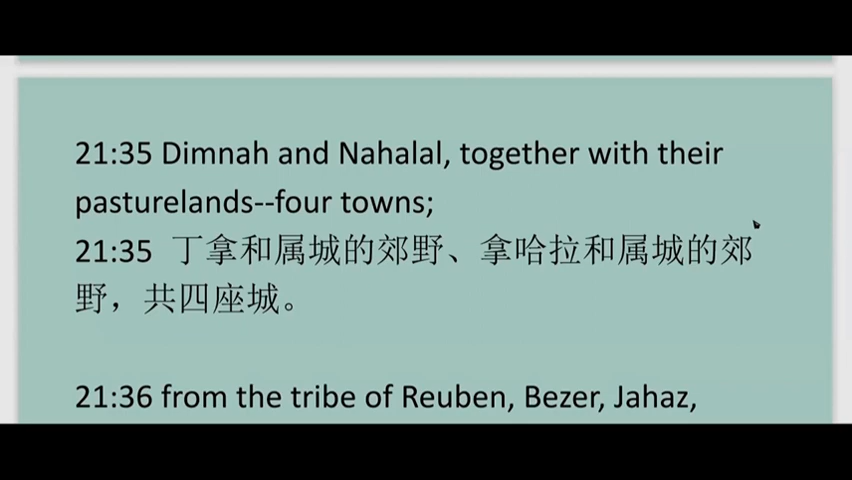 21:35 Dimnah and Nahalal, together with their
pasturelands--four towns;
21:35 丁拿和属城的郊野、拿哈拉和属城的郊
野，共四座城。
21:36 from the tribe of Reuben, Bezer, Jahaz,